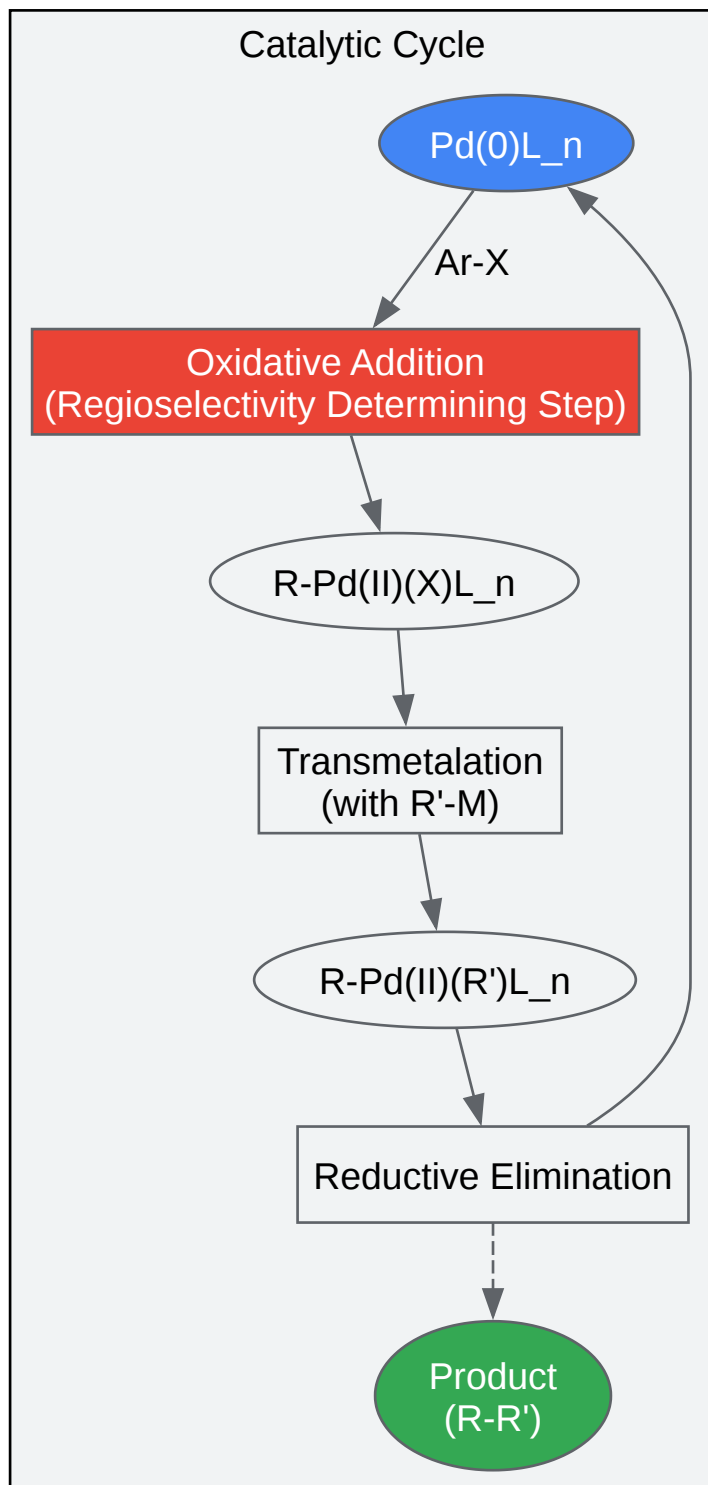 Catalytic Cycle
Pd(0)L_n
Ar-X
Oxidative Addition
(Regioselectivity Determining Step)
R-Pd(II)(X)L_n
Transmetalation
(with R'-M)
R-Pd(II)(R')L_n
Reductive Elimination
Product
(R-R')